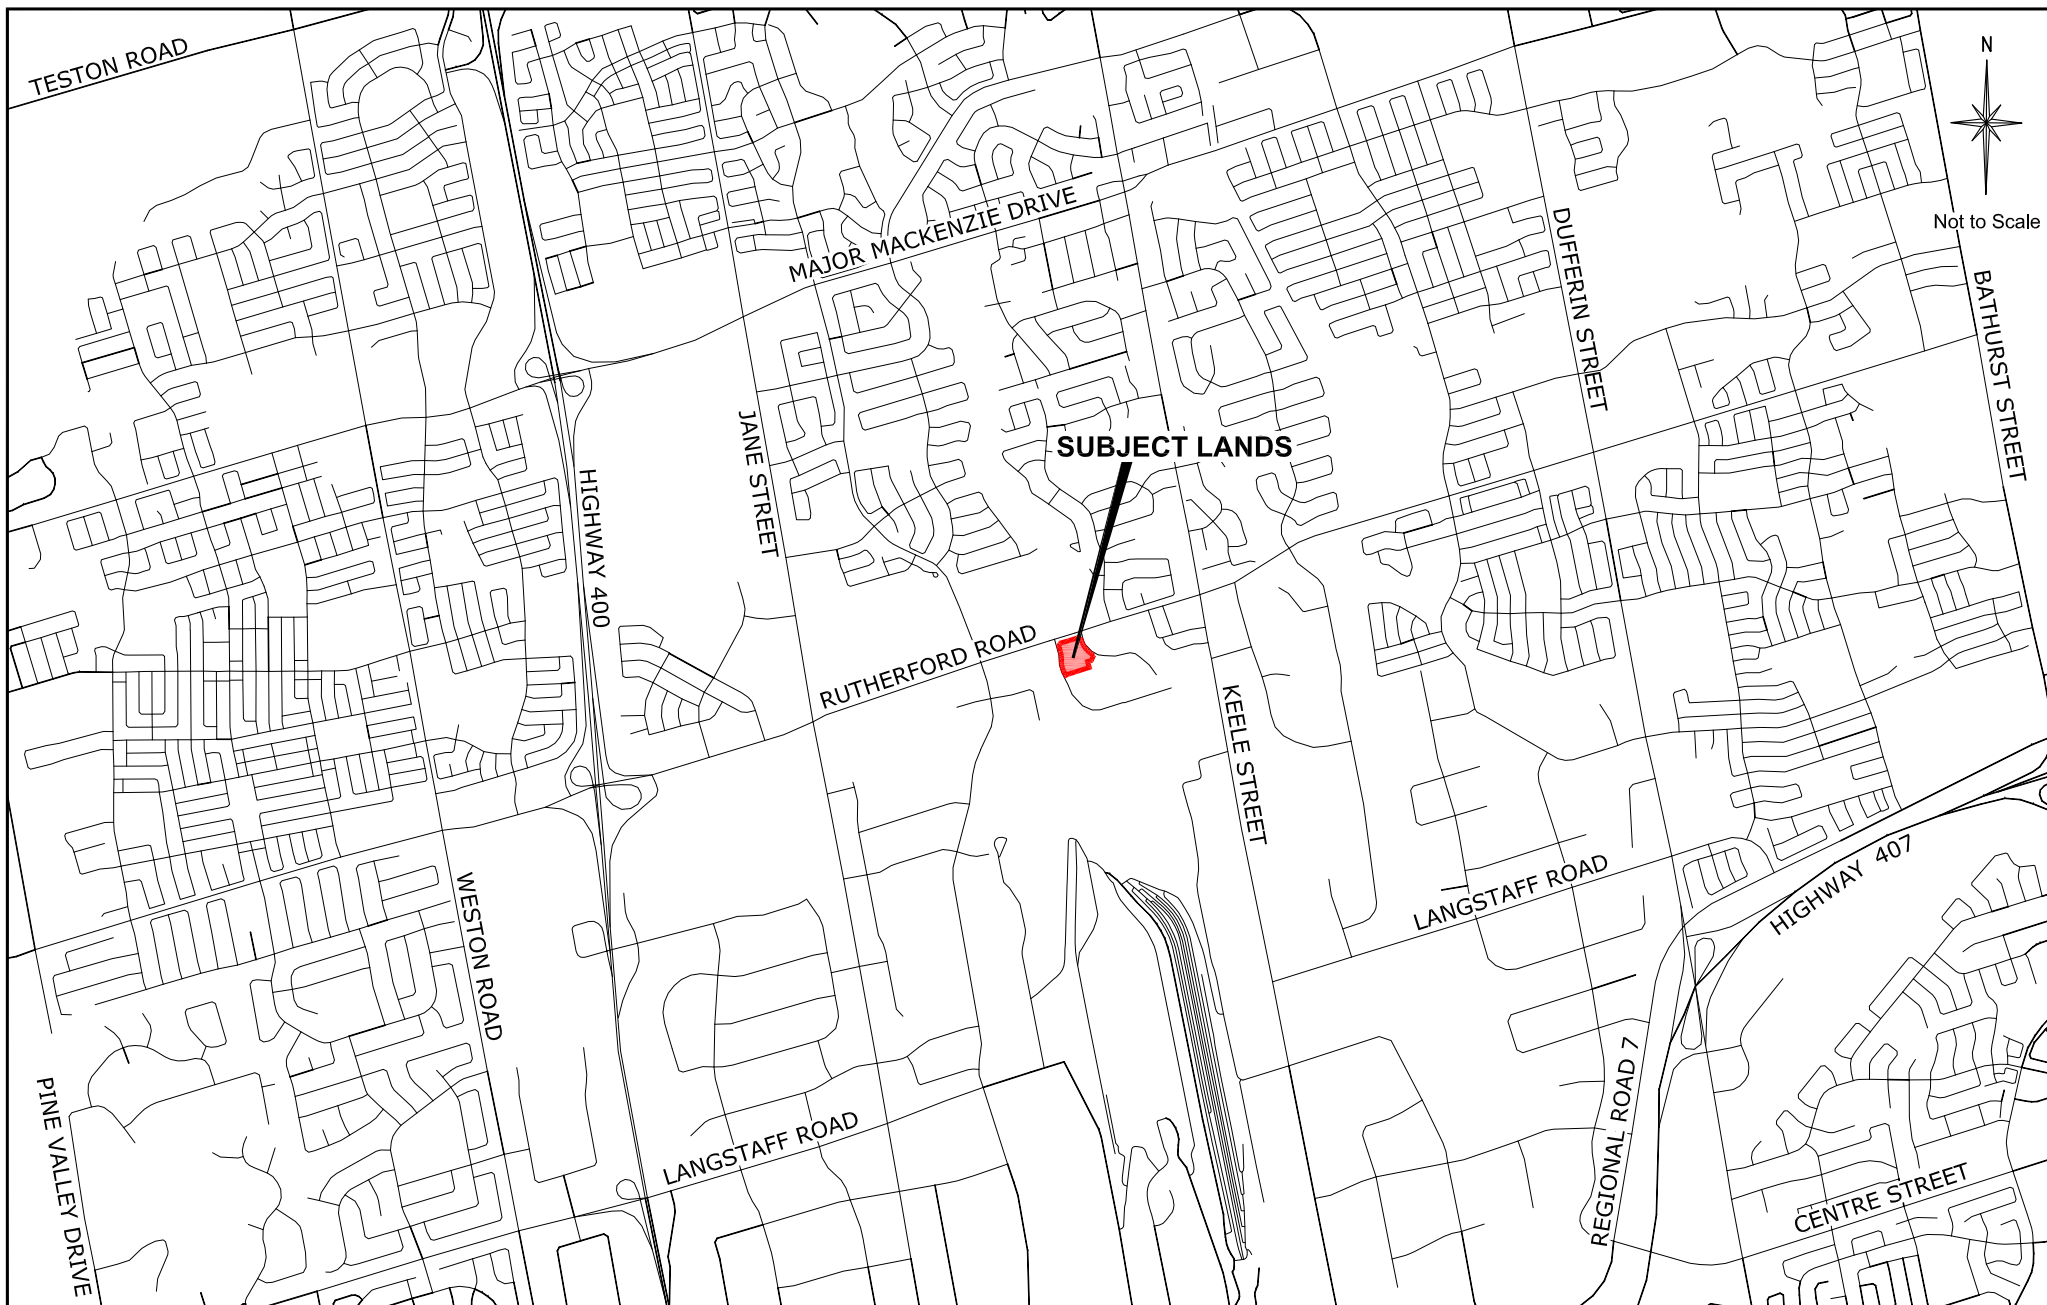 TESTON ROAD
N
Not to Scale
MAJOR MACKENZIE DRIVE
DUFFERIN STREET
BATHURST STREET
JANE STREET
SUBJECT LANDS
HIGHWAY 400
RUTHERFORD ROAD
KEELE STREET
WESTON ROAD
LANGSTAFF ROAD
HIGHWAY 407
PINE VALLEY DRIVE
LANGSTAFF ROAD
REGIONAL ROAD 7
CENTRE STREET